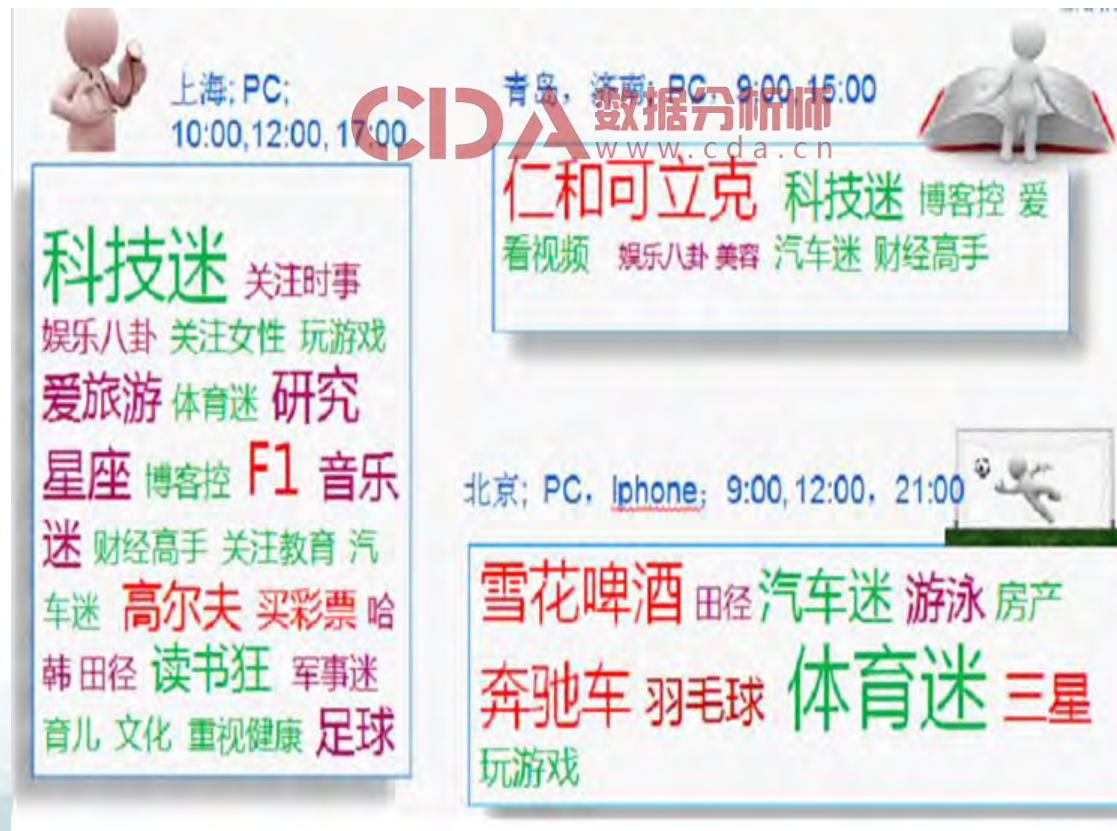 上海; PC;
10:00,12:00, 17:00
科技迷 关注时事
娱乐八卦 关注女性 玩游戏
爱旅游 体育迷 研究
星座 博客控 F1 音乐
迷 财经高手 关注教育 汽
车迷 高尔夫 买彩票 哈
韩 田径 读书狂 军事迷
育儿 文化 重视健康 足球
青岛，济南; PC，9:00, 15:00
CDA 数据分析师
www.cda.cn
仁和可立克 科技迷 博客控 爱
看视频 娱乐八卦 美容 汽车迷 财经高手
北京; PC，Iphone; 9:00, 12:00，21:00
雪花啤酒 田径 汽车迷 游泳 房产
奔驰车 羽毛球 体育迷 三星
玩游戏